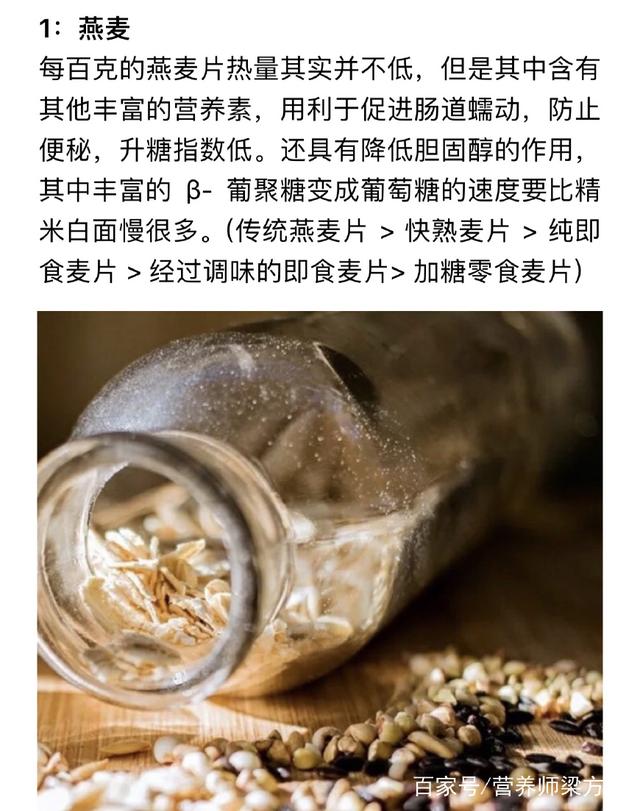 1：燕麦
每百克的燕麦片热量其实并不低，但是其中含有
其他丰富的营养素，用利于促进肠道蠕动，防止
便秘，升糖指数低。还具有降低胆固醇的作用，
其中丰富的 β- 葡聚糖变成葡萄糖的速度要比精
米白面慢很多。（传统燕麦片 > 快熟麦片 > 纯即
食麦片 > 经过调味的即食麦片> 加糖零食麦片）
百家号/营养师梁方